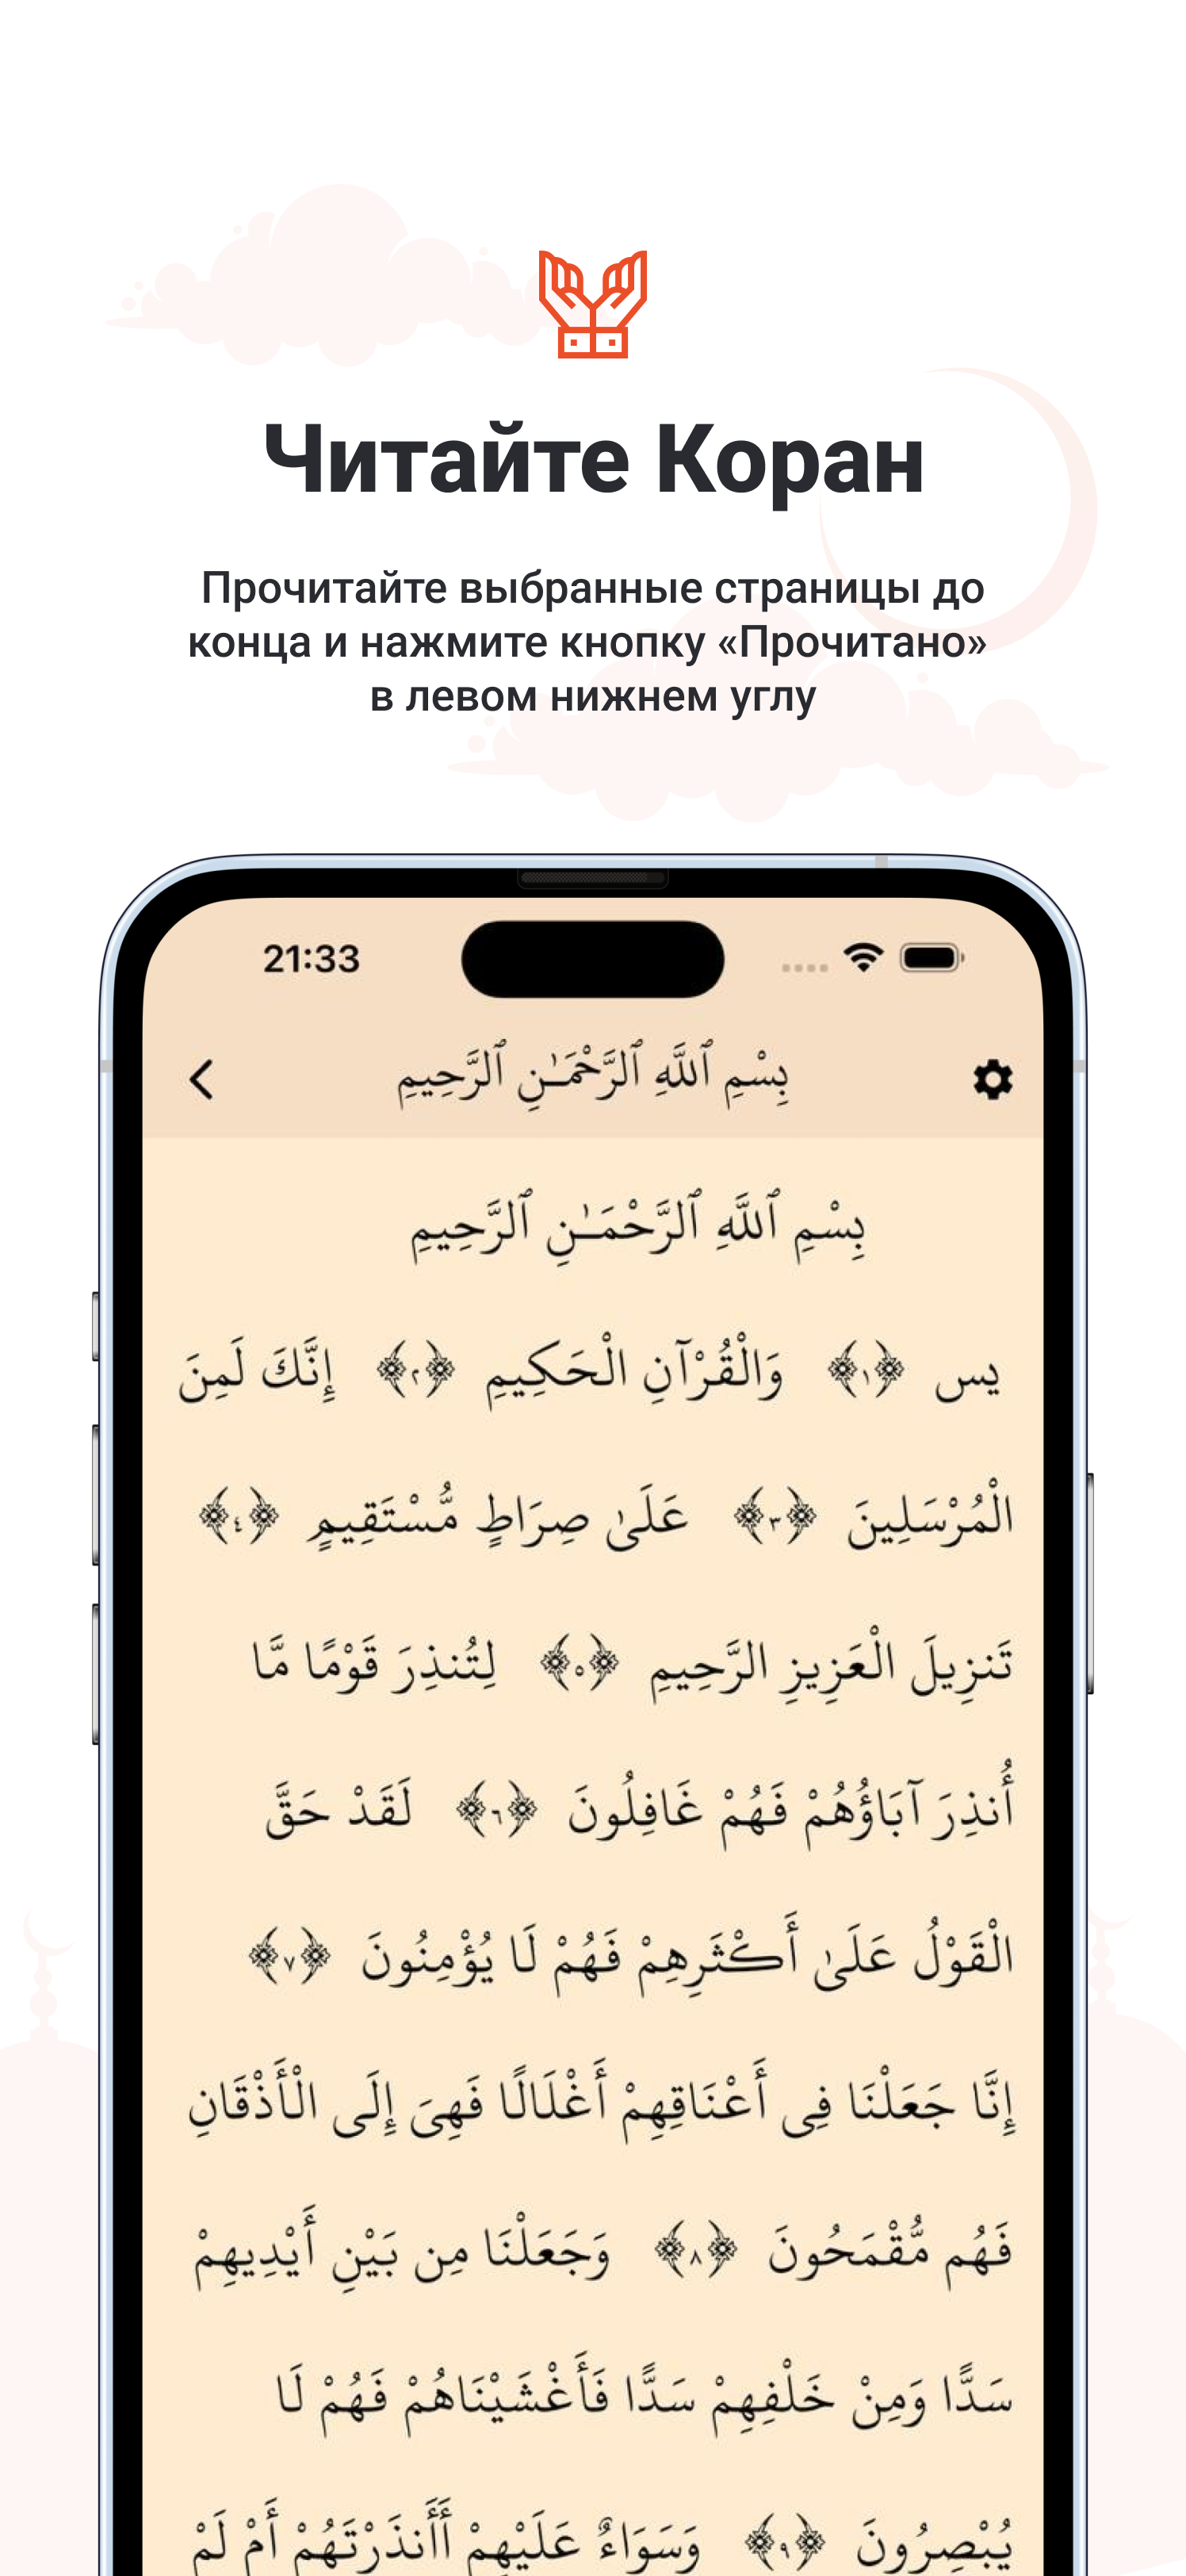 Читайте Коран
Прочитайте выбранные страницы до
конца и нажмите кнопку «Прочитано»
в левом нижнем углу
21:33
بِسْمِ ٱللَّهِ ٱلرَّحْمَـٰنِ ٱلرَّحِيمِ
بِسْمِ ٱللَّهِ ٱلرَّحْمَـٰنِ ٱلرَّحِيمِ
يس ﴿١﴾ وَالْقُرْآنِ الْحَكِيمِ ﴿٢﴾ إِنَّكَ لَمِنَ
الْمُرْسَلِينَ ﴿٣﴾ عَلَىٰ صِرَاطٍ مُّسْتَقِيمٍ ﴿٤﴾
تَنزِيلَ الْعَزِيزِ الرَّحِيمِ ﴿٥﴾ لِتُنذِرَ قَوْمًا مَّا
أُنذِرَ آبَاؤُهُمْ فَهُمْ غَافِلُونَ ﴿٦﴾ لَقَدْ حَقَّ
الْقَوْلُ عَلَىٰ أَكْثَرِهِمْ فَهُمْ لَا يُؤْمِنُونَ ﴿٧﴾
إِنَّا جَعَلْنَا فِي أَعْنَاقِهِمْ أَغْلَالًا فَهِيَ إِلَى الْأَذْقَانِ
فَهُم مُّقْمَحُونَ ﴿٨﴾ وَجَعَلْنَا مِن بَيْنِ أَيْدِيهِمْ
سَدًّا وَمِنْ خَلْفِهِمْ سَدًّا فَأَغْشَيْنَاهُمْ فَهُمْ لَا
يُبْصِرُونَ ﴿٩﴾ وَسَوَاءٌ عَلَيْهِمْ أَأَنذَرْتَهُمْ أَمْ لَمْ